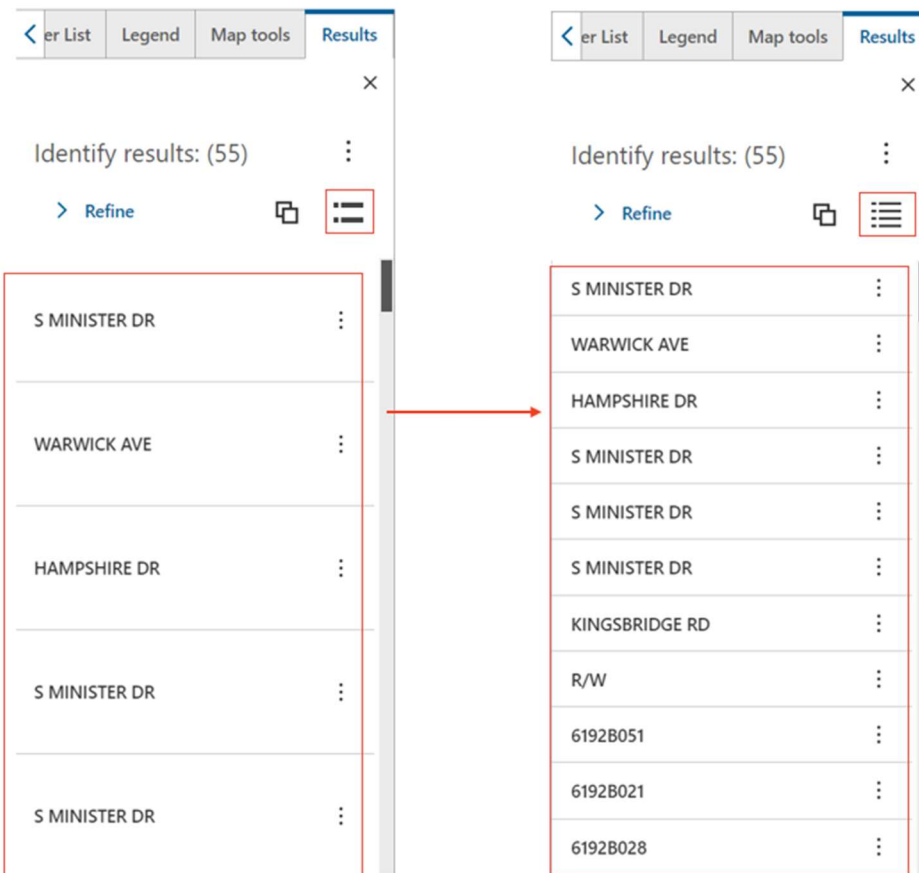 er List Legend Map tools Results
Identify results: (55)
Refine
S MINISTER DR
WARWICK AVE
HAMPSHIRE DR
S MINISTER DR
S MINISTER DR
er List Legend Map tools Results
Identify results: (55)
Refine
S MINISTER DR
WARWICK AVE
HAMPSHIRE DR
S MINISTER DR
S MINISTER DR
S MINISTER DR
KINGSBRIDGE RD
R/W
6192B051
6192B021
6192B028